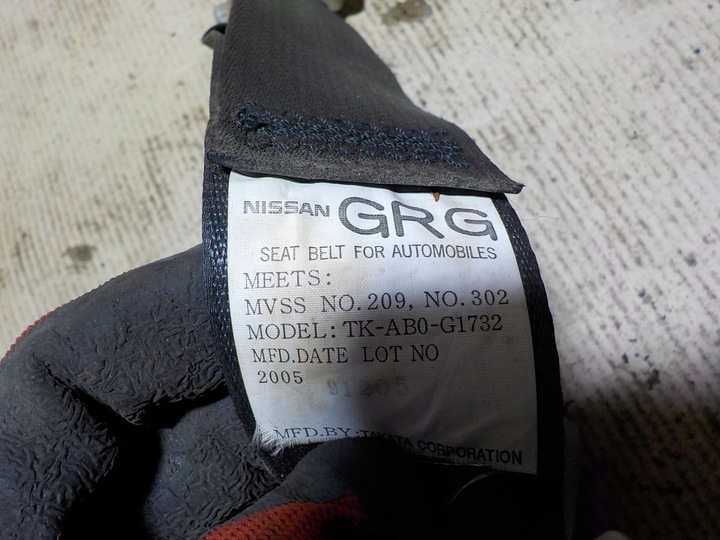 NISSAN GRG
SEAT BELT FOR AUTOMOBILES
MEETS:
MVSS NO.209, NO.302
MODEL:TK-AB0-G1732
MFD.DATE LOT NO
2005
MFD.BY.TAKATA CORPORATION